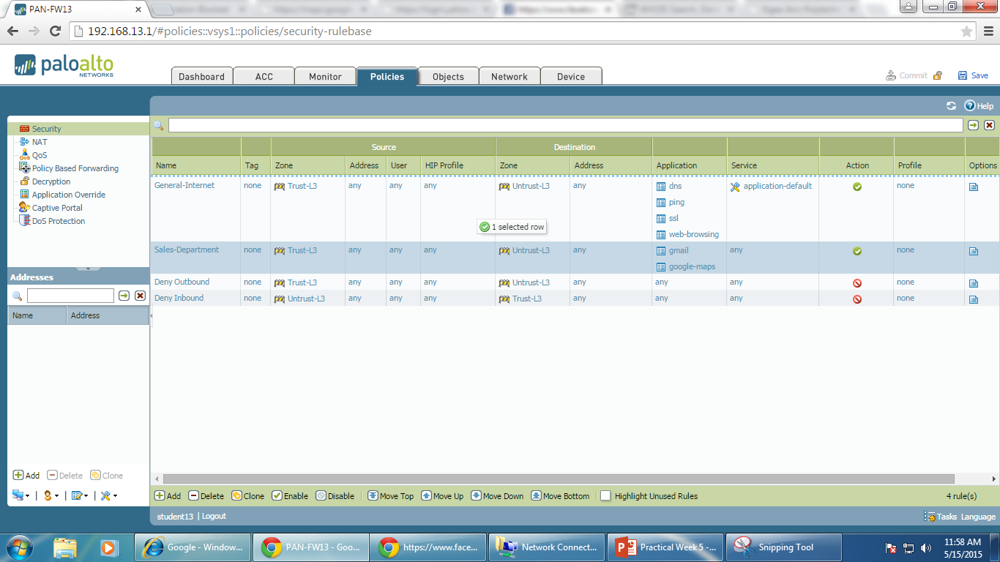 PAN-FW13
192.168.13.1/#policies::vsys1::policies/security-rulebase
paloalto
NETWORKS
Dashboard ACC Monitor Policies Objects Network Device
Commit Save
Help
Security
NAT
QoS
Policy Based Forwarding
Decryption
Application Override
Captive Portal
DoS Protection
Addresses
Name Address
Add Delete Clone
Source Destination
Name Tag Zone Address User HIP Profile Zone Address Application Service Action Profile Options
General-Internet none Trust-L3 any any any Untrust-L3 any dns application-default none
ping
ssl
1 selected row
web-browsing
Sales-Department none Trust-L3 any any any Untrust-L3 any gmail any none
google-maps
Deny Outbound none Trust-L3 any any any Untrust-L3 any any any none
Deny Inbound none Untrust-L3 any any any Trust-L3 any any any none
Add Delete Clone Enable Disable Move Top Move Up Move Down Move Bottom Highlight Unused Rules 4 rule(s)
student13 | Logout Tasks Language
Google - Window... PAN-FW13 - Goo... https://www.face... Network Connect... Practical Week 5 -... Snipping Tool
11:58 AM
5/15/2015